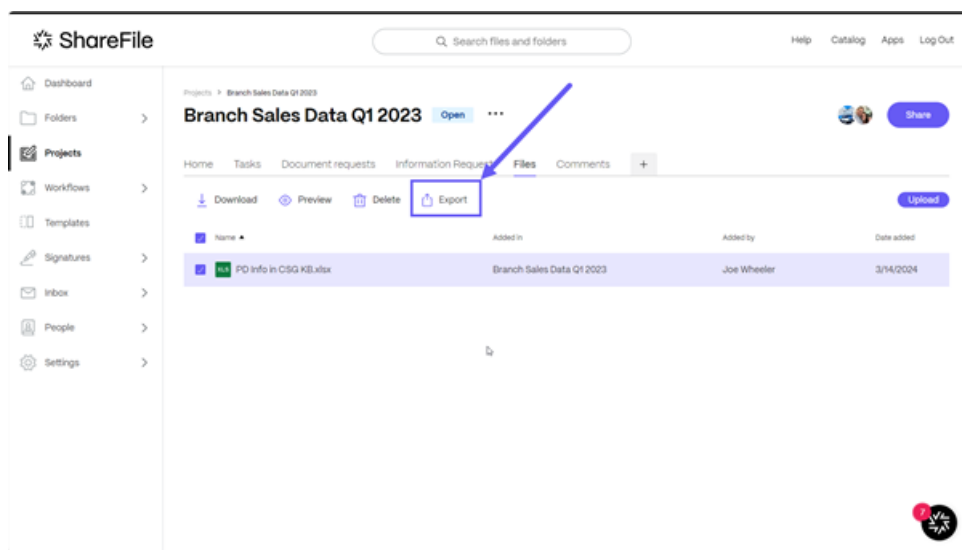 ShareFile
Search files and folders
Help Catalog Apps Log Out
Dashboard
Folders
Projects
Workflows
Templates
Signatures
Inbox
People
Settings
Projects > Branch Sales Data Q1 2023
Branch Sales Data Q1 2023 Open ...
Share
Home Tasks Document requests Information Request Files Comments +
Download Preview Delete Export
Upload
Name Added in Added by Date added
XLS PD Info in CSG KB.xlsx Branch Sales Data Q1 2023 Joe Wheeler 3/14/2024
7